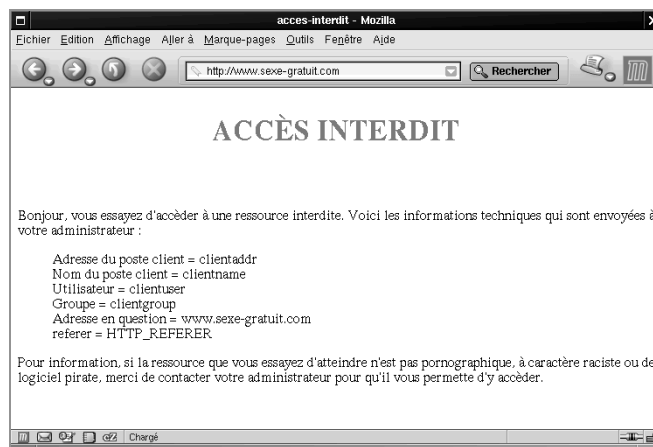 acces-interdit - Mozilla
Fichier Edition Affichage Aller à Marque-pages Outils Fenêtre Aide
http://www.sexe-gratuit.com Rechercher
ACCÈS INTERDIT
Bonjour, vous essayez d'accèder à une ressource interdite. Voici les informations techniques qui sont envoyées à
votre administrateur :
Adresse du poste client = clientaddr
Nom du poste client = clientname
Utilisateur = clientuser
Groupe = clientgroup
Adresse en question = www.sexe-gratuit.com
referer = HTTP_REFERER
Pour information, si la ressource que vous essayez d'atteindre n'est pas pornographique, à caractère raciste ou de
logiciel pirate, merci de contacter votre administrateur pour qu'il vous permette d'y accèder.
Chargé